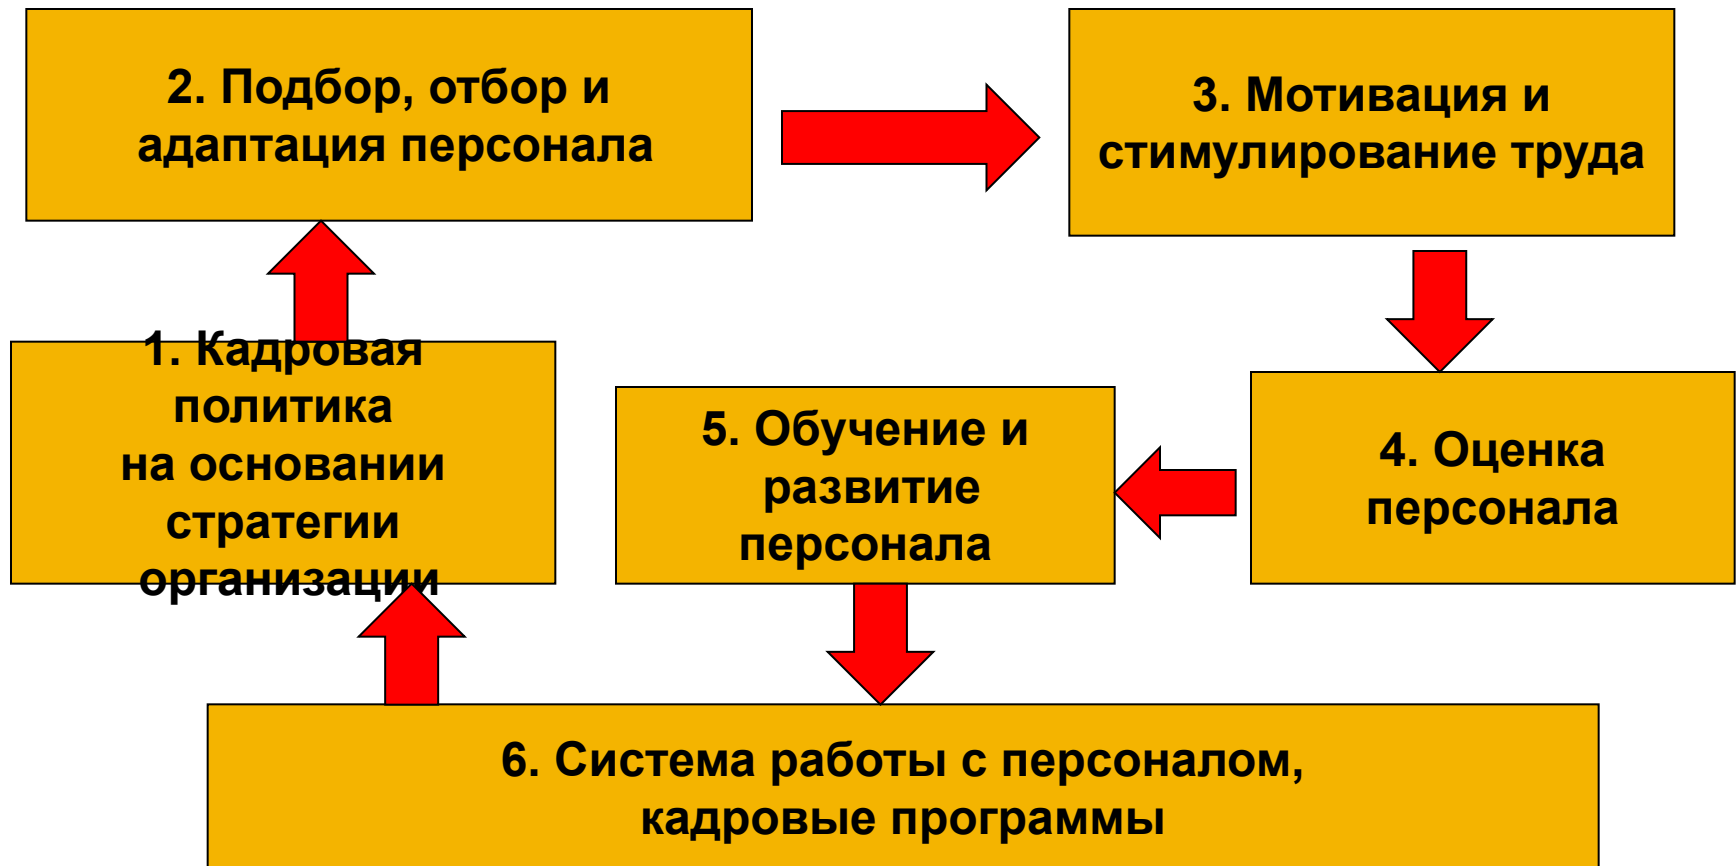 2. Подбор, отбор и
адаптация персонала
3. Мотивация и
стимулирование труда
1. Кадровая
политика
на основании
стратегии
организации
5. Обучение и
развитие
персонала
4. Оценка
персонала
6. Система работы с персоналом,
кадровые программы